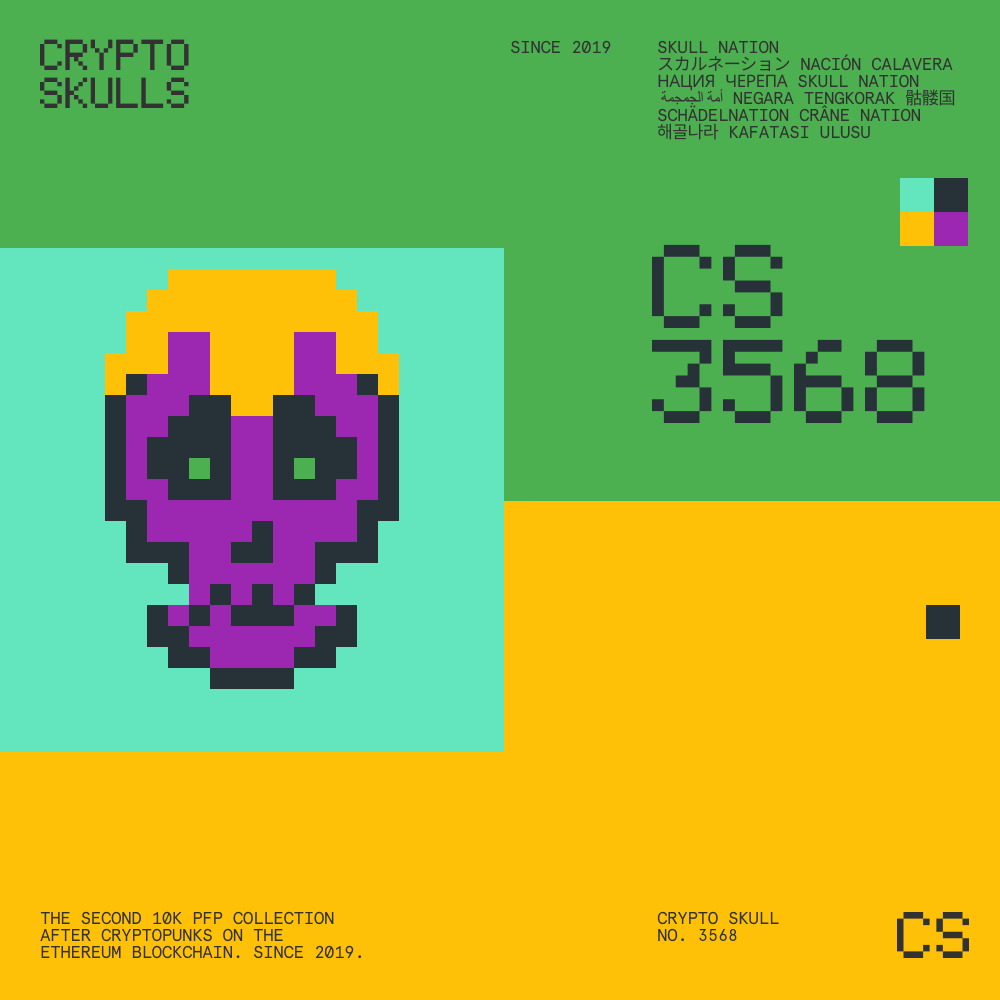 CRYPTO
SKULLS
SINCE 2019
SKULL NATION
スカルネーション NACIÓN CALAVERA
НАЦИЯ ЧЕРЕПА SKULL NATION
أمة الجمجمة NEGARA TENGKORAK 骷髅国
SCHÄDELNATION CRÂNE NATION
해골나라 KAFATASI ULUSU
CS
3568
THE SECOND 10K PFP COLLECTION
AFTER CRYPTOPUNKS ON THE
ETHEREUM BLOCKCHAIN. SINCE 2019.
CRYPTO SKULL
NO. 3568
CS